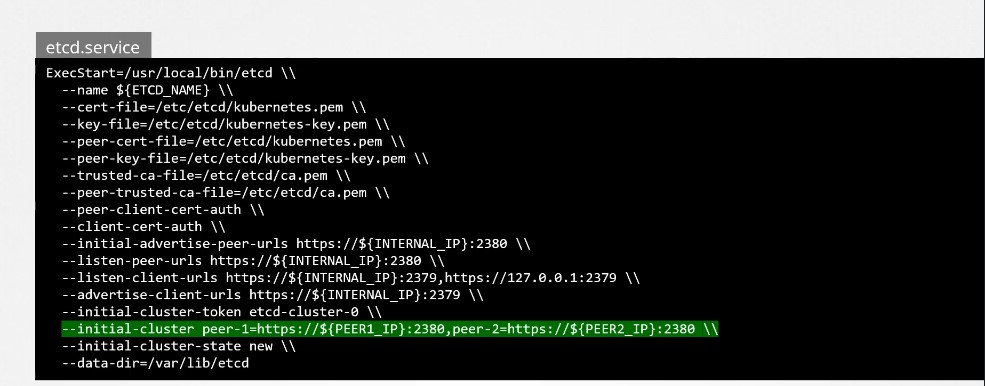 etcd.service
ExecStart=/usr/local/bin/etcd \\
--name ${ETCD_NAME} \\
--cert-file=/etc/etcd/kubernetes.pem \\
--key-file=/etc/etcd/kubernetes-key.pem \\
--peer-cert-file=/etc/etcd/kubernetes.pem \\
--peer-key-file=/etc/etcd/kubernetes-key.pem \\
--trusted-ca-file=/etc/etcd/ca.pem \\
--peer-trusted-ca-file=/etc/etcd/ca.pem \\
--peer-client-cert-auth \\
--client-cert-auth \\
--initial-advertise-peer-urls https://${INTERNAL_IP}:2380 \\
--listen-peer-urls https://${INTERNAL_IP}:2380 \\
--listen-client-urls https://${INTERNAL_IP}:2379,https://127.0.0.1:2379 \\
--advertise-client-urls https://${INTERNAL_IP}:2379 \\
--initial-cluster-token etcd-cluster-0 \\
--initial-cluster peer-1=https://${PEER1_IP}:2380,peer-2=https://${PEER2_IP}:2380 \\
--initial-cluster-state new \\
--data-dir=/var/lib/etcd